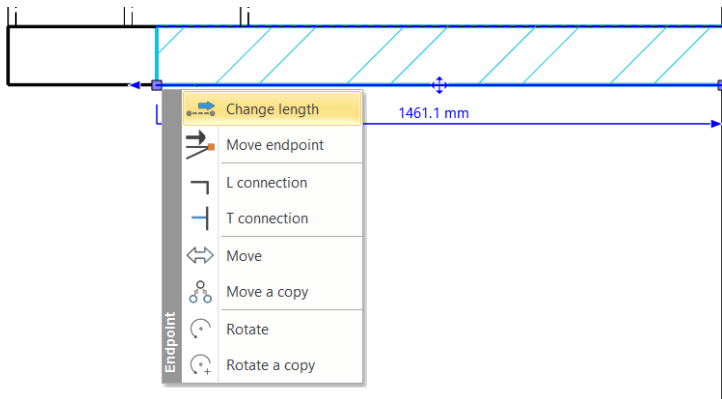 Change length
1461.1 mm
Move endpoint
L connection
T connection
Move
Move a copy
Rotate
Rotate a copy
Endpoint